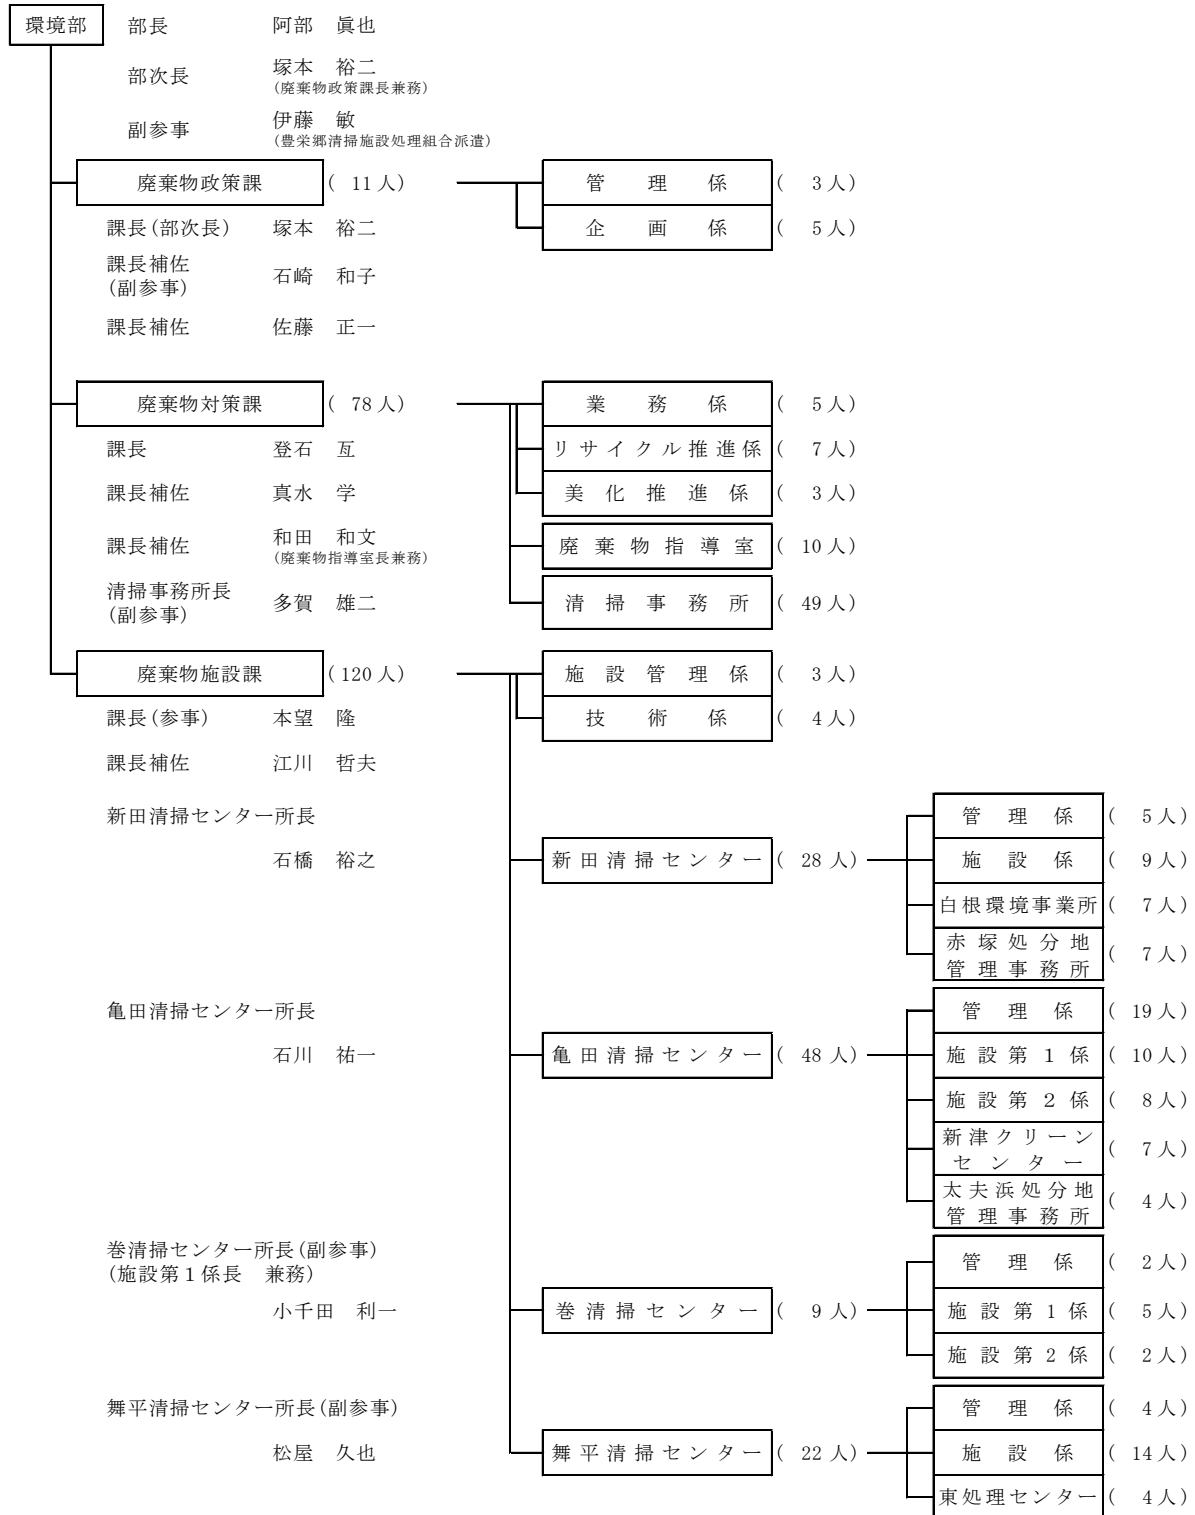 環境部 部長 阿部 眞也
部次長 塚本 裕二
(廃棄物政策課長兼務)
副参事 伊藤 敏
(豊栄郷清掃施設処理組合派遣)
廃棄物政策課 ( 11人) 管理係 ( 3人)
課長(部次長) 塚本 裕二 企画係 ( 5人)
課長補佐
(副参事) 石崎 和子
課長補佐 佐藤 正一
廃棄物対策課 ( 78人) 業務係 ( 5人)
課長 登石 亙 リサイクル推進係 ( 7人)
課長補佐 真水 学 美化推進係 ( 3人)
課長補佐 和田 和文 廃棄物指導室 ( 10人)
(廃棄物指導室長兼務)
清掃事務所長
(副参事) 多賀 雄二 清掃事務所 ( 49人)
廃棄物施設課 (120人) 施設管理係 ( 3人)
課長(参事) 本望 隆 技術係 ( 4人)
課長補佐 江川 哲夫
新田清掃センター所長 管理係 ( 5人)
石橋 裕之 新田清掃センター ( 28人) 施設係 ( 9人)
白根環境事業所 ( 7人)
赤塚処分地
管理事務所 ( 7人)
亀田清掃センター所長 管理係 ( 19人)
石川 祐一 亀田清掃センター ( 48人) 施設第1係 ( 10人)
施設第2係 ( 8人)
新津クリーン
センター ( 7人)
太夫浜処分地
管理事務所 ( 4人)
巻清掃センター所長(副参事)
(施設第1係長 兼務) 管理係 ( 2人)
小千田 利一 巻清掃センター ( 9人) 施設第1係 ( 5人)
施設第2係 ( 2人)
舞平清掃センター所長(副参事) 管理係 ( 4人)
松屋 久也 舞平清掃センター ( 22人) 施設係 ( 14人)
東処理センター ( 4人)